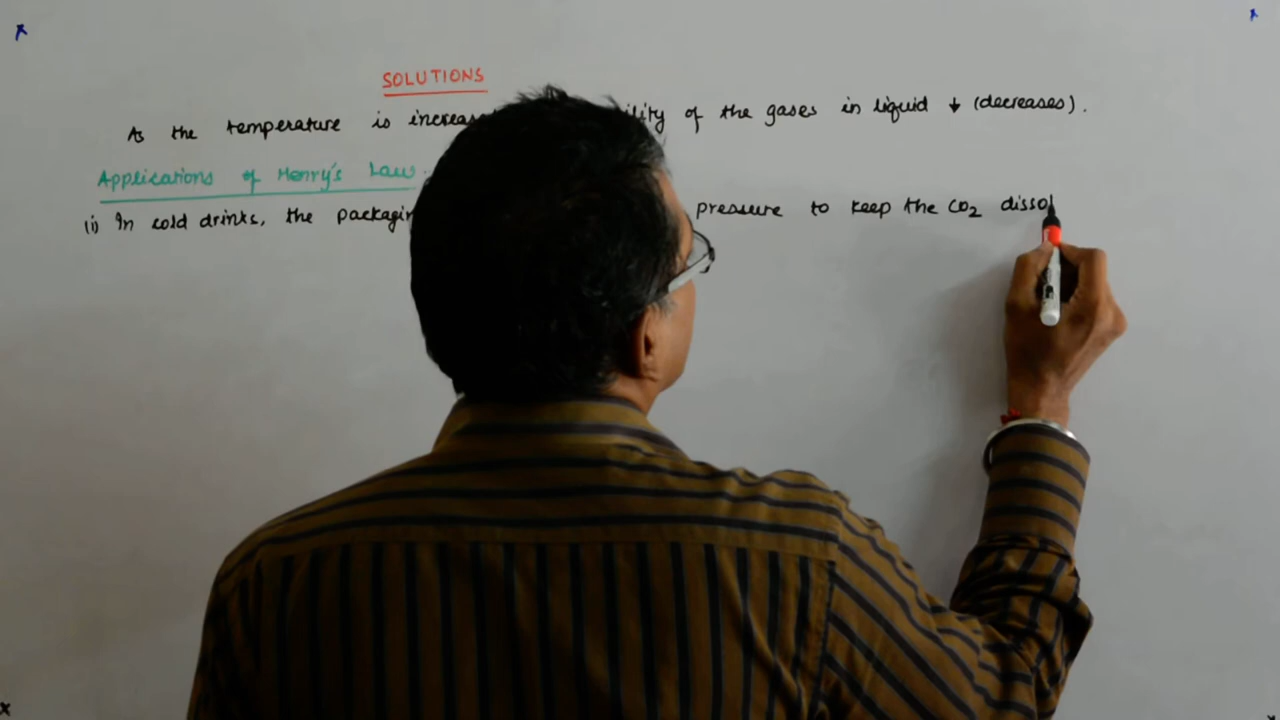 SOLUTIONS
As the temperature is of the gases in liquid ↓ (decreases).
Applications of Henry's Law.
(i) In cold drinks, the pressure to keep the CO₂